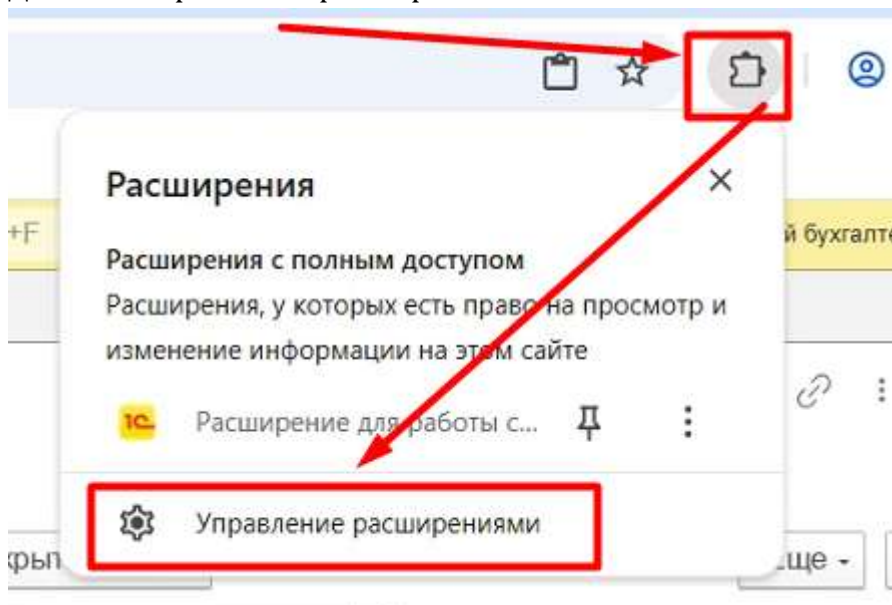 Расширения
+F
й бухгалте
Расширения с полным доступом
Расширения, у которых есть право на просмотр и
изменение информации на этом сайте
1С
Расширение для работы с...
Управление расширениями
крыт
ще